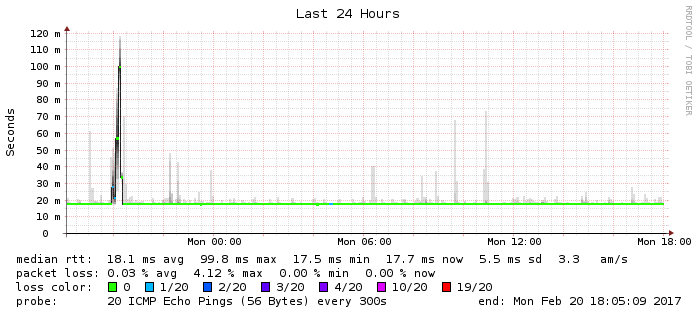 Last 24 Hours
RRDTOOL / TOBI OETIKER
Seconds
120 m
110 m
100 m
90 m
80 m
70 m
60 m
50 m
40 m
30 m
20 m
10 m
0
Mon 00:00 Mon 06:00 Mon 12:00 Mon 18:00
median rtt: 18.1 ms avg 99.8 ms max 17.5 ms min 17.7 ms now 5.5 ms sd 3.3 am/s
packet loss: 0.03 % avg 4.12 % max 0.00 % min 0.00 % now
loss color: 0 1/20 2/20 3/20 4/20 10/20 19/20
probe: 20 ICMP Echo Pings (56 Bytes) every 300s end: Mon Feb 20 18:05:09 2017